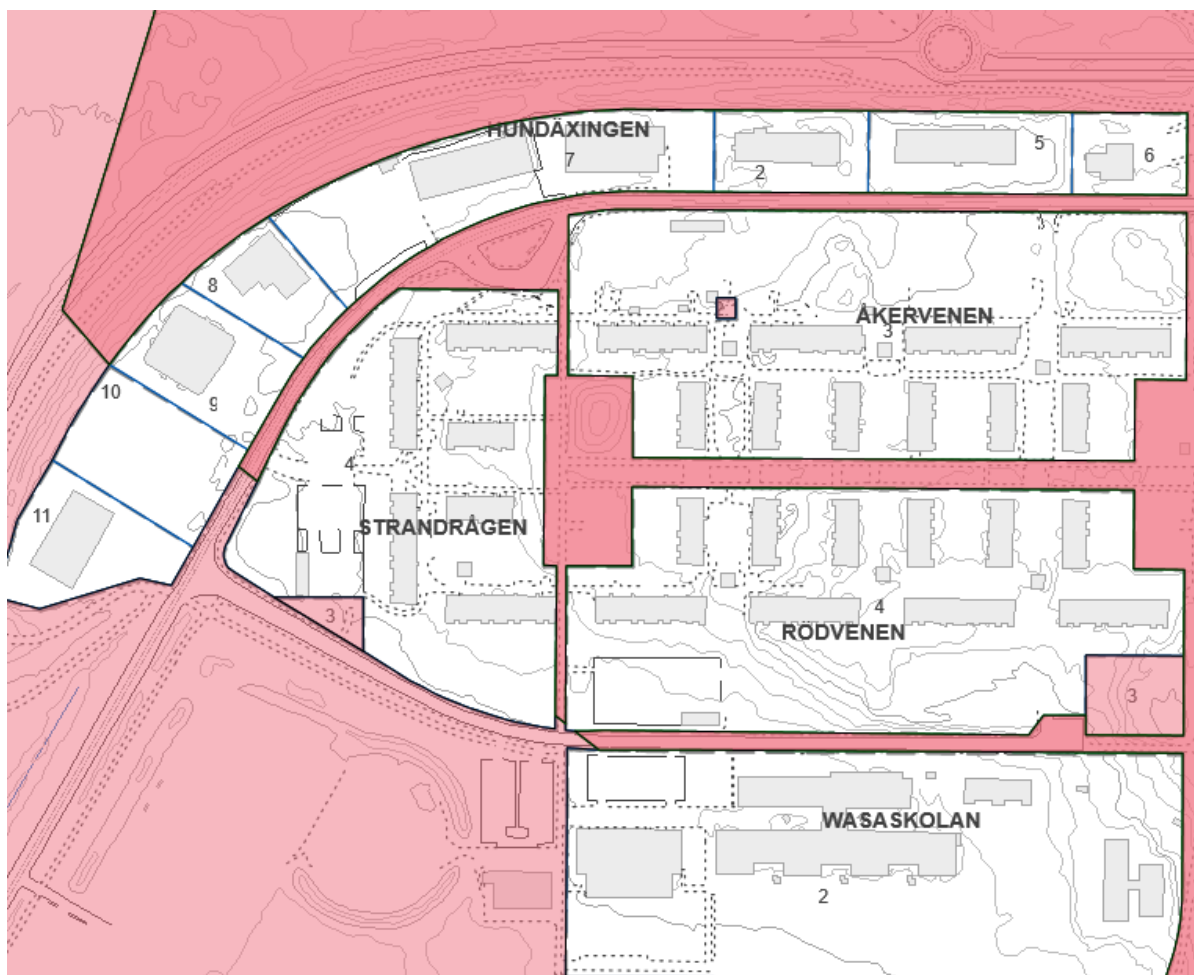 HUNDÄXINGEN
7
5
6
2
8
ÅKERVENEN
3
10
9
4
11
STRANDRÅGEN
4
RÖDVENEN
3
3
WASASKOLAN
2